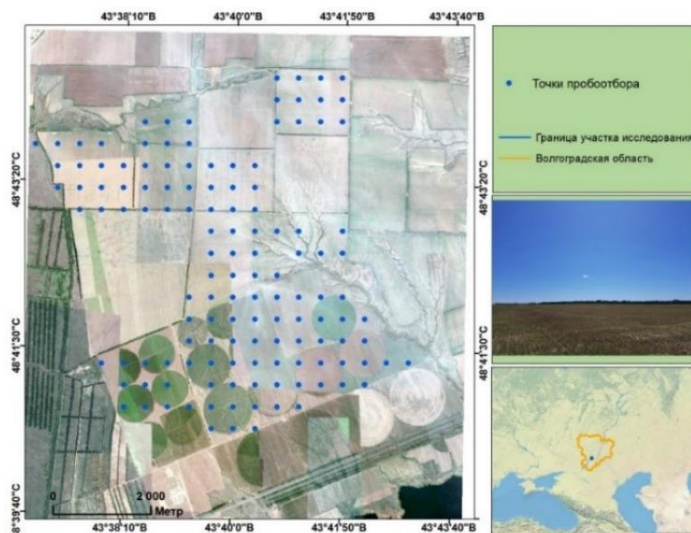 43°38'10"В 43°40'0"В 43°41'50"В 43°43'40"В
48°43'20"С
48°43'20"С
48°41'30"С
48°41'30"С
48°39'40"С
0 2 000
Метр
43°38'10"В 43°40'0"В 43°41'50"В 43°43'40"В
Точки пробоотбора
Граница участка исследования
Волгоградская область